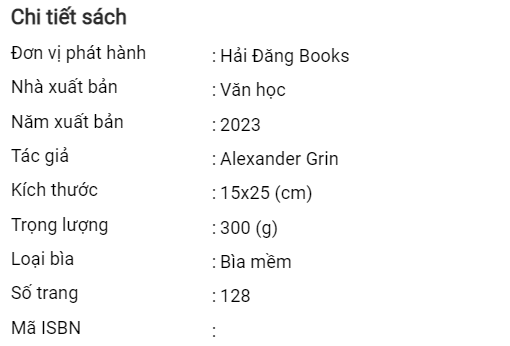 Chi tiết sách
Đơn vị phát hành : Hải Đăng Books
Nhà xuất bản : Văn học
Năm xuất bản : 2023
Tác giả : Alexander Grin
Kích thước : 15x25 (cm)
Trọng lượng : 300 (g)
Loại bìa : Bìa mềm
Số trang : 128
Mã ISBN :